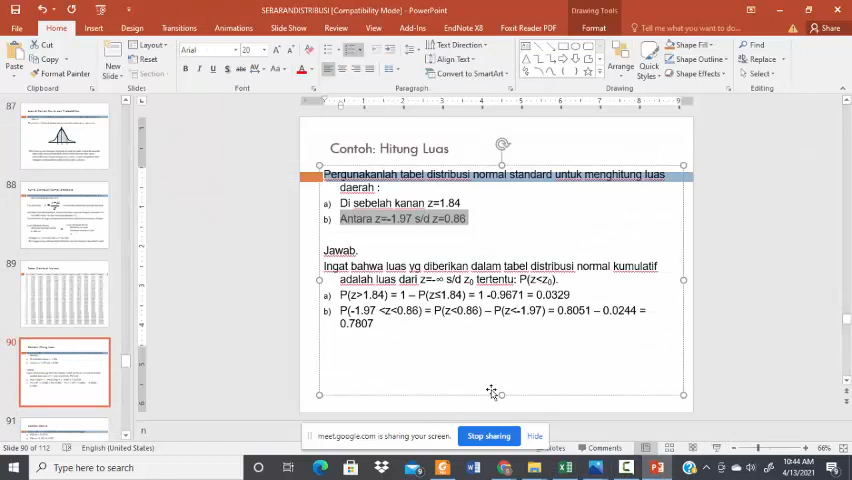 SEBARANDISTRIBUSI [Compatibility Mode] - PowerPoint
Drawing Tools
File Home Insert Design Transitions Animations Slide Show Review View Add-Ins EndNote X8 Foxit Reader PDF Format Tell me what you want to do... Share
Cut
Copy
Format Painter
Paste
Clipboard
New
Slide
Layout
Reset
Section
Slides
Arial 20
Font
Text Direction
Align Text
Convert to SmartArt
Paragraph
Arrange
Quick
Styles
Shape Fill
Shape Outline
Shape Effects
Drawing
Find
Replace
Select
Editing
87
88
89
90
91
Contoh: Hitung Luas
Pergunakanlah tabel distribusi normal standard untuk menghitung luas
daerah :
a) Di sebelah kanan z=1.84
b) Antara z=-1.97 s/d z=0.86
Jawab.
Ingat bahwa luas yg diberikan dalam tabel distribusi normal kumulatif
adalah luas dari z=-∞ s/d z0 tertentu: P(z<z0).
a) P(z>1.84) = 1 – P(z≤1.84) = 1 -0.9671 = 0.0329
b) P(-1.97 <z<0.86) = P(z<0.86) – P(z<-1.97) = 0.8051 – 0.0244 =
0.7807
meet.google.com is sharing your screen. Stop sharing Hide
Slide 90 of 112 English (United States) Notes Comments 66%
Type here to search
10:44 AM
4/13/2021